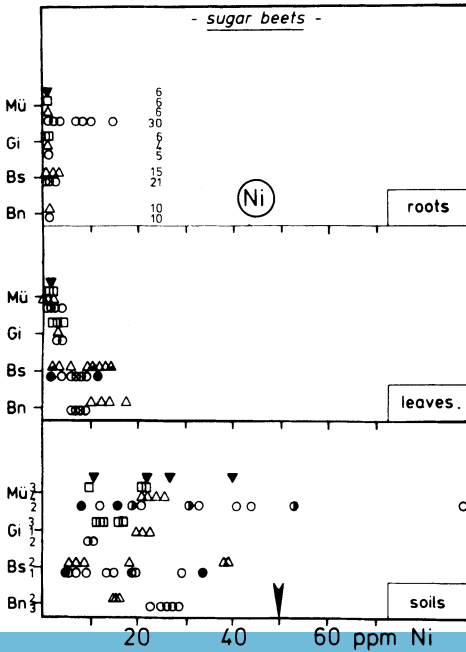 - sugar beets -
6
6
Mü 6
30
6
Gi 4
5
Bs 15
21
Ni
Bn 10
10
roots
Mü
Gi
Bs
Bn
leaves.
3
Mü 4
2
3
Gi 1
2
Bs 2
1
Bn 2
3
soils
20 40 60 ppm Ni